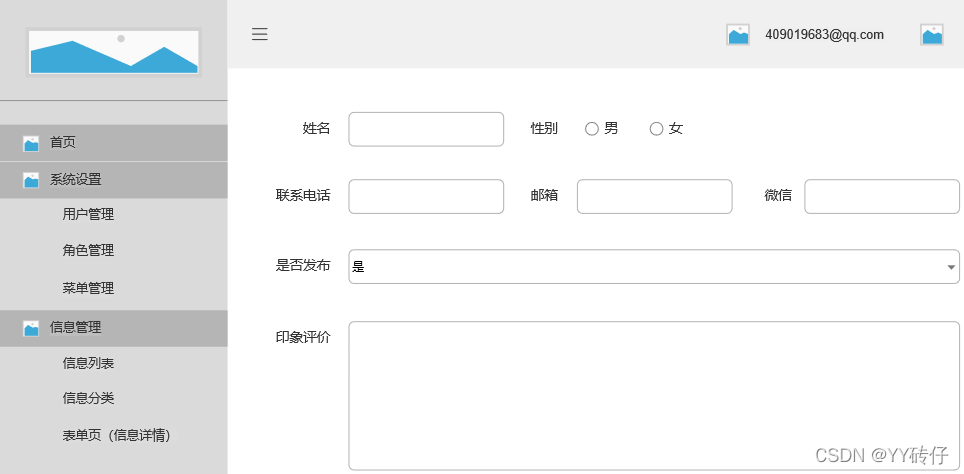 409019683@qq.com
首页
系统设置
用户管理
角色管理
菜单管理
信息管理
信息列表
信息分类
表单页（信息详情）
姓名 性别 男 女
联系电话 邮箱 微信
是否发布 是
印象评价
CSDN @YY砖仔